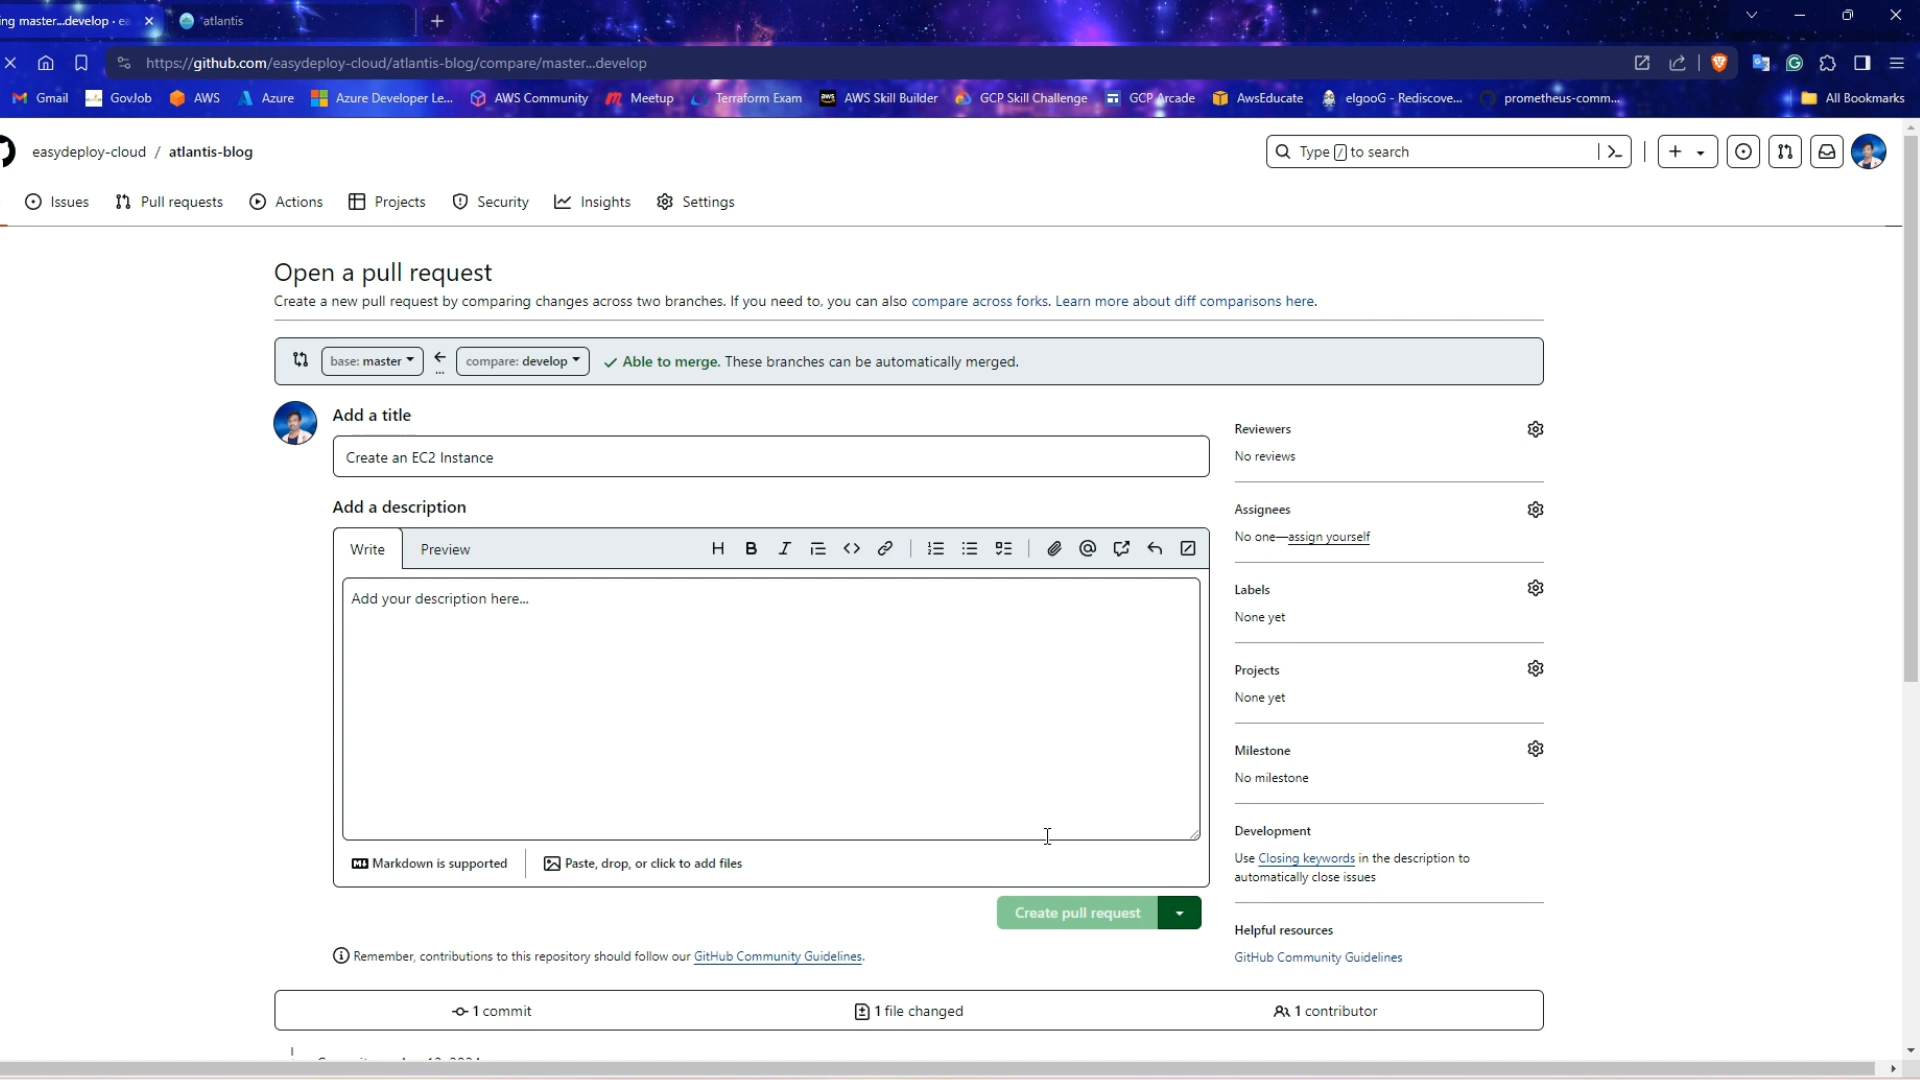 ing master...develop · ea
atlantis
https://github.com/easydeploy-cloud/atlantis-blog/compare/master...develop
Gmail GovJob AWS Azure Azure Developer Le... AWS Community Meetup Terraform Exam AWS Skill Builder GCP Skill Challenge GCP Arcade AwsEducate elgooG - Rediscove... prometheus-comm... All Bookmarks
easydeploy-cloud / atlantis-blog
Type / to search
Issues Pull requests Actions Projects Security Insights Settings
Open a pull request
Create a new pull request by comparing changes across two branches. If you need to, you can also compare across forks. Learn more about diff comparisons here.
base: master compare: develop Able to merge. These branches can be automatically merged.
...
Add a title
Create an EC2 Instance
Add a description
Write Preview
Add your description here...
Markdown is supported
Paste, drop, or click to add files
Create pull request
Remember, contributions to this repository should follow our GitHub Community Guidelines.
Reviewers
No reviews
Assignees
No one—assign yourself
Labels
None yet
Projects
None yet
Milestone
No milestone
Development
Use Closing keywords in the description to
automatically close issues
Helpful resources
GitHub Community Guidelines
1 commit
1 file changed
1 contributor